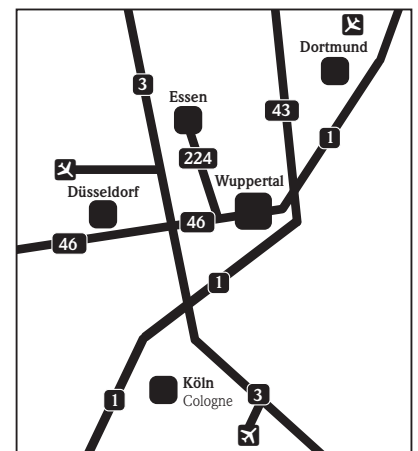 Dortmund
3
Essen
43
1
224
Wuppertal
Düsseldorf
46
46
1
Köln
Cologne
3
1